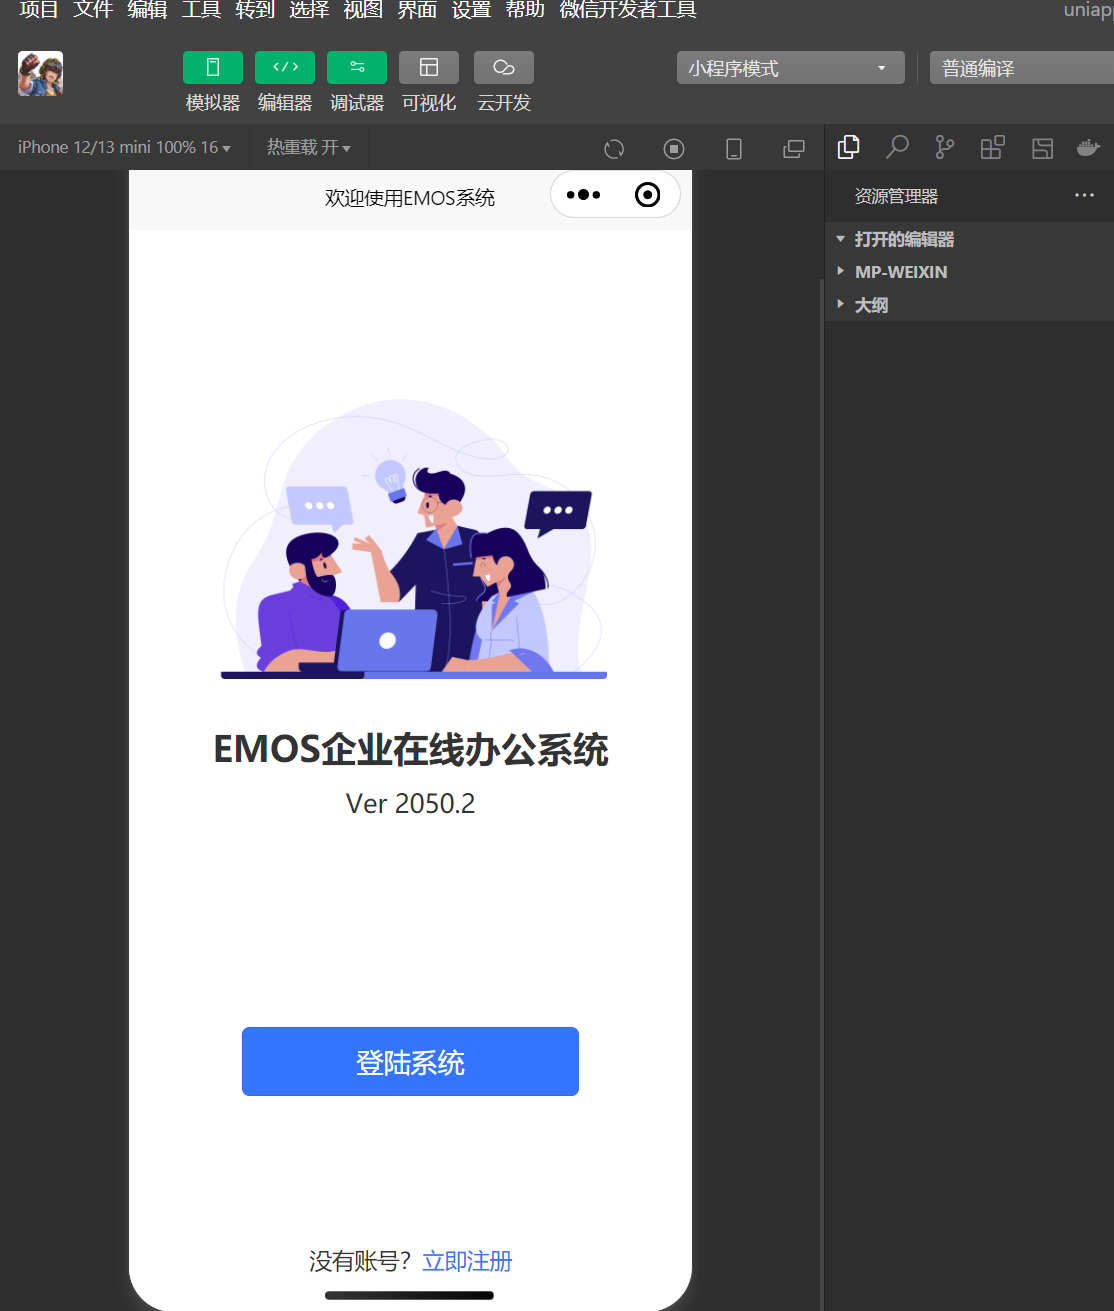 项目 文件 编辑 工具 转到 选择 视图 界面 设置 帮助 微信开发者工具
uniapp
模拟器 编辑器 调试器 可视化 云开发
小程序模式
普通编译
iPhone 12/13 mini 100% 16
热重载 开
欢迎使用EMOS系统
资源管理器
打开的编辑器
MP-WEIXIN
大纲
EMOS企业在线办公系统
Ver 2050.2
登陆系统
没有账号？立即注册